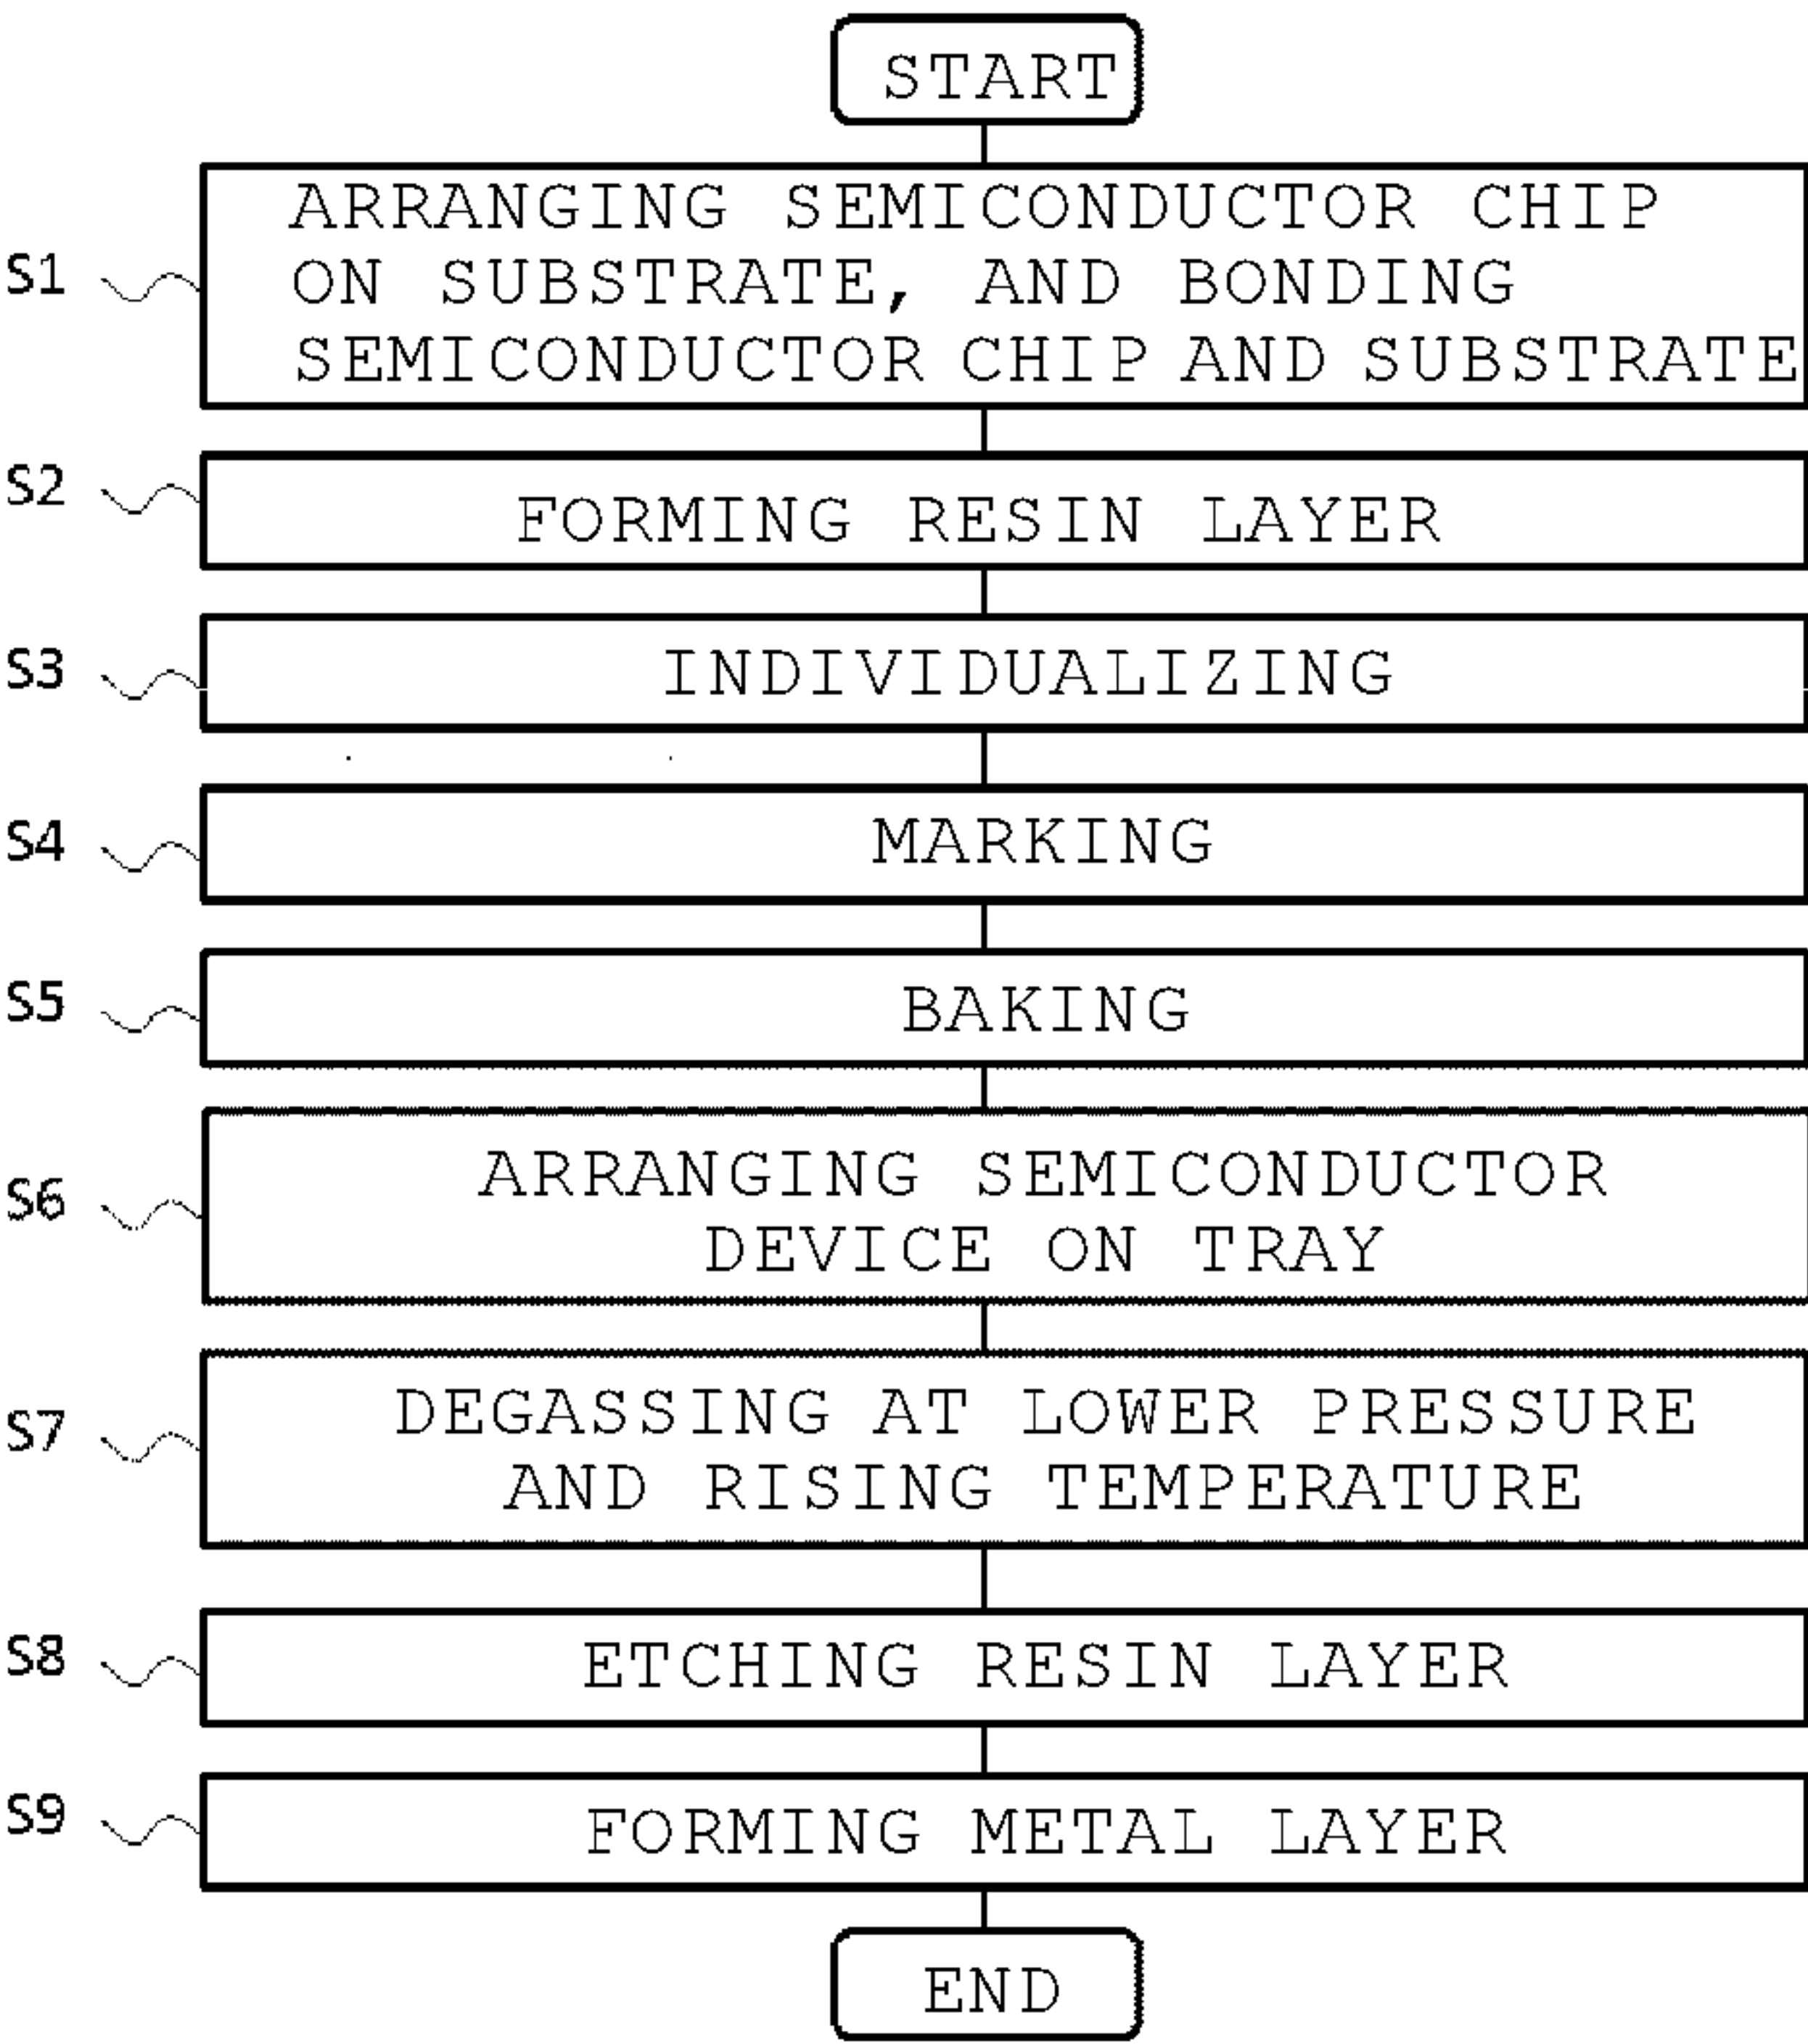 START
S1
ARRANGING SEMICONDUCTOR CHIP
ON SUBSTRATE, AND BONDING
SEMICONDUCTOR CHIP AND SUBSTRATE
S2
FORMING RESIN LAYER
S3
INDIVIDUALIZING
S4
MARKING
S5
BAKING
S6
ARRANGING SEMICONDUCTOR
DEVICE ON TRAY
S7
DEGASSING AT LOWER PRESSURE
AND RISING TEMPERATURE
S8
ETCHING RESIN LAYER
S9
FORMING METAL LAYER
END